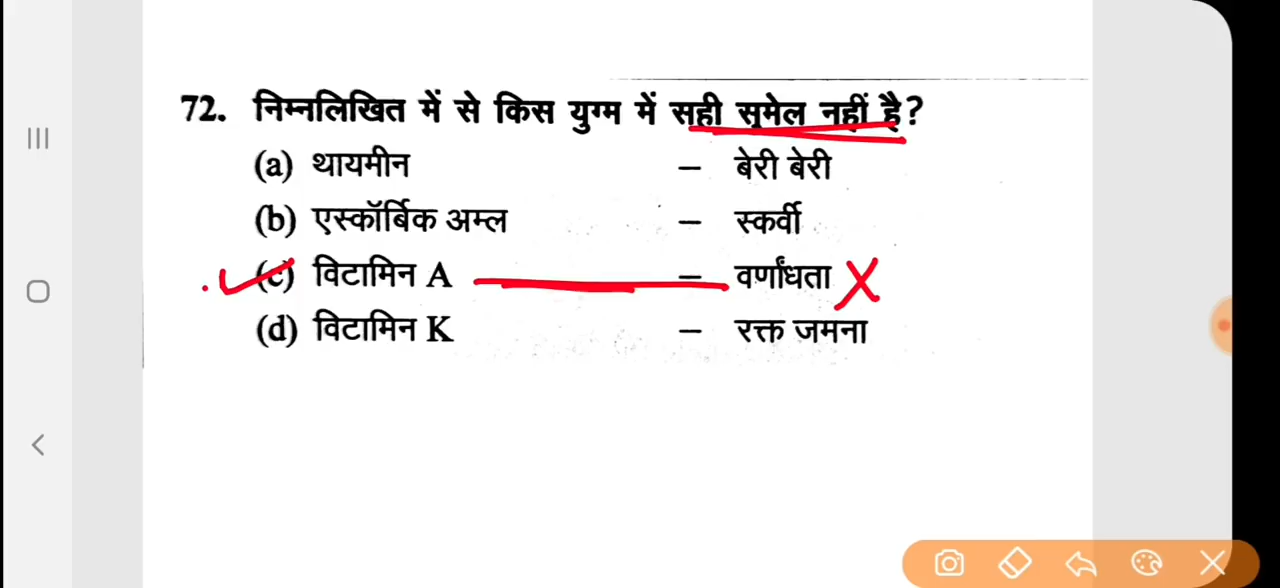 72. निम्नलिखित में से किस युग्म में सही सुमेल नहीं है?
(a) थायमीन – बेरी बेरी
(b) एस्कॉर्बिक अम्ल – स्कर्वी
(c) विटामिन A – वर्णांधता
(d) विटामिन K – रक्त जमना